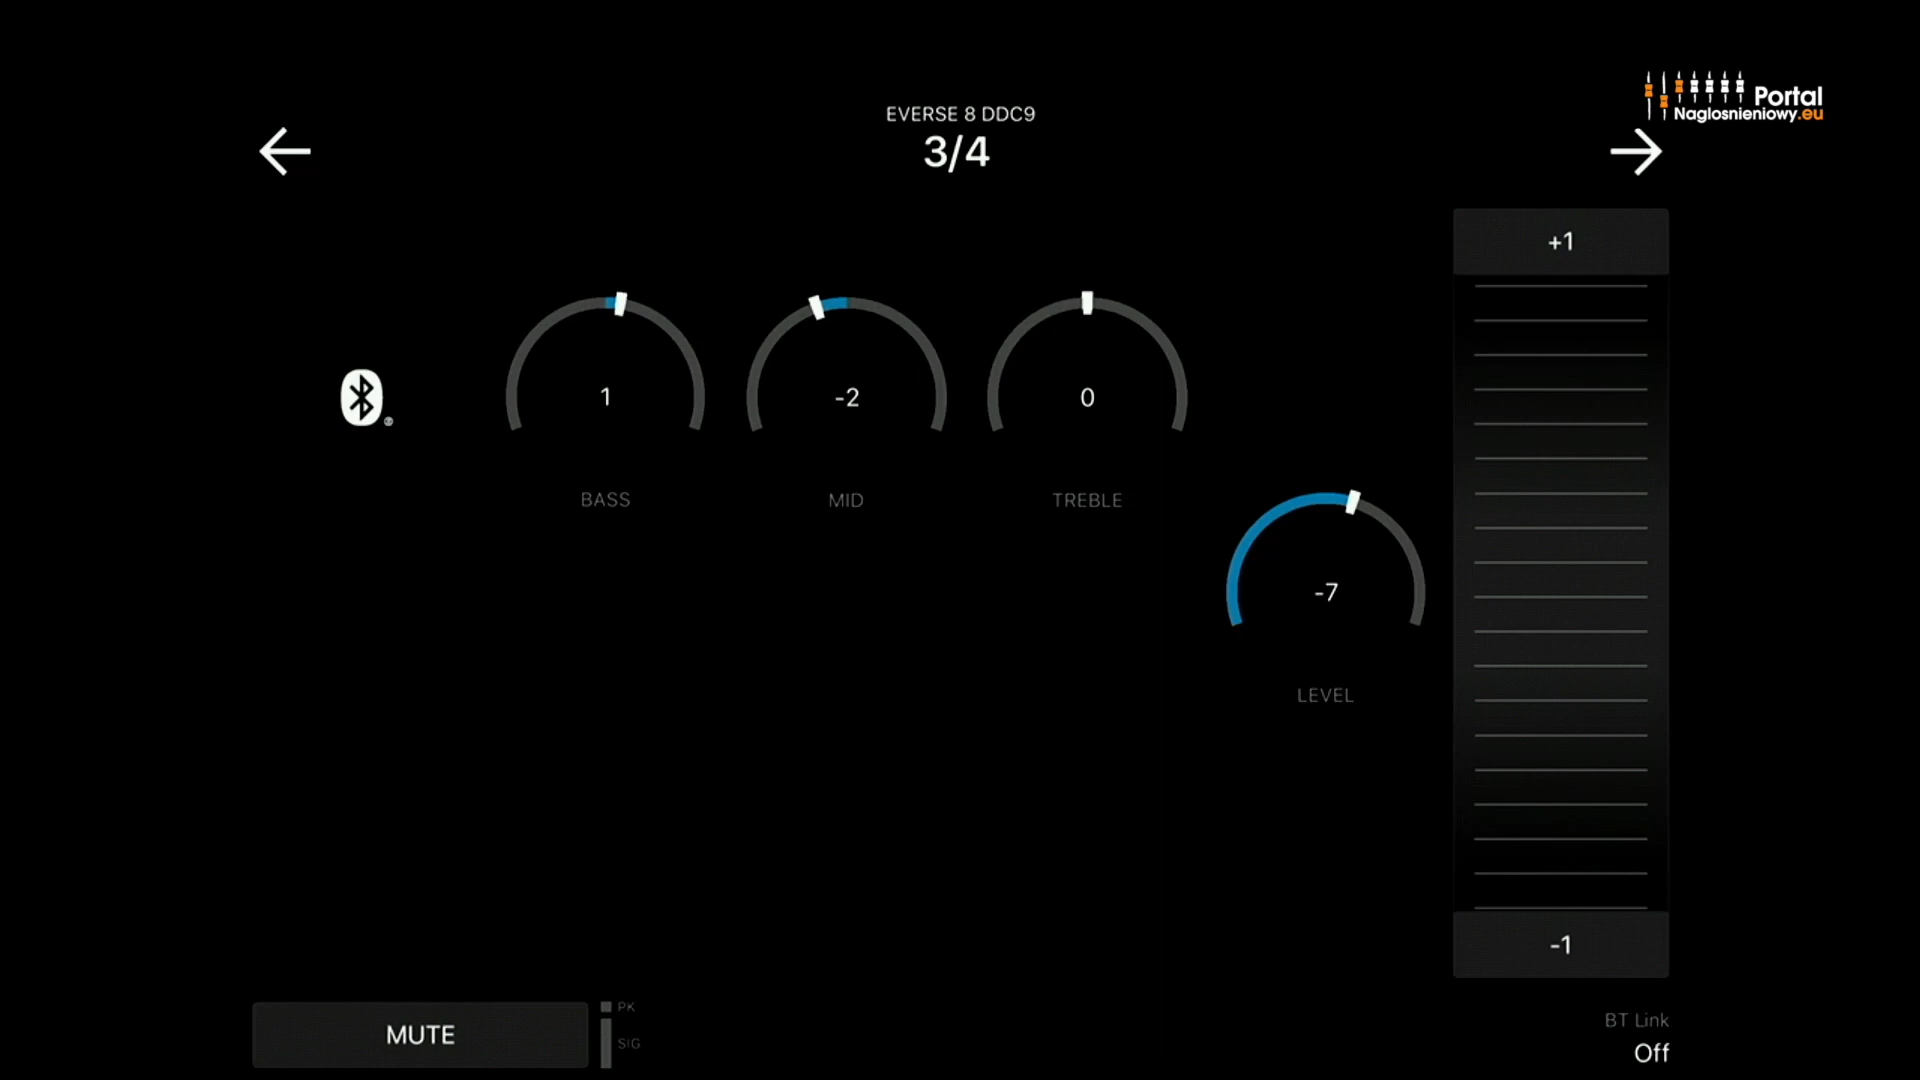 EVERSE 8 DDC9
3/4
Portal
Naglosnieniowy.eu
+1
1
-2
0
BASS
MID
TREBLE
-7
LEVEL
-1
MUTE
PK
SIG
BT Link
Off